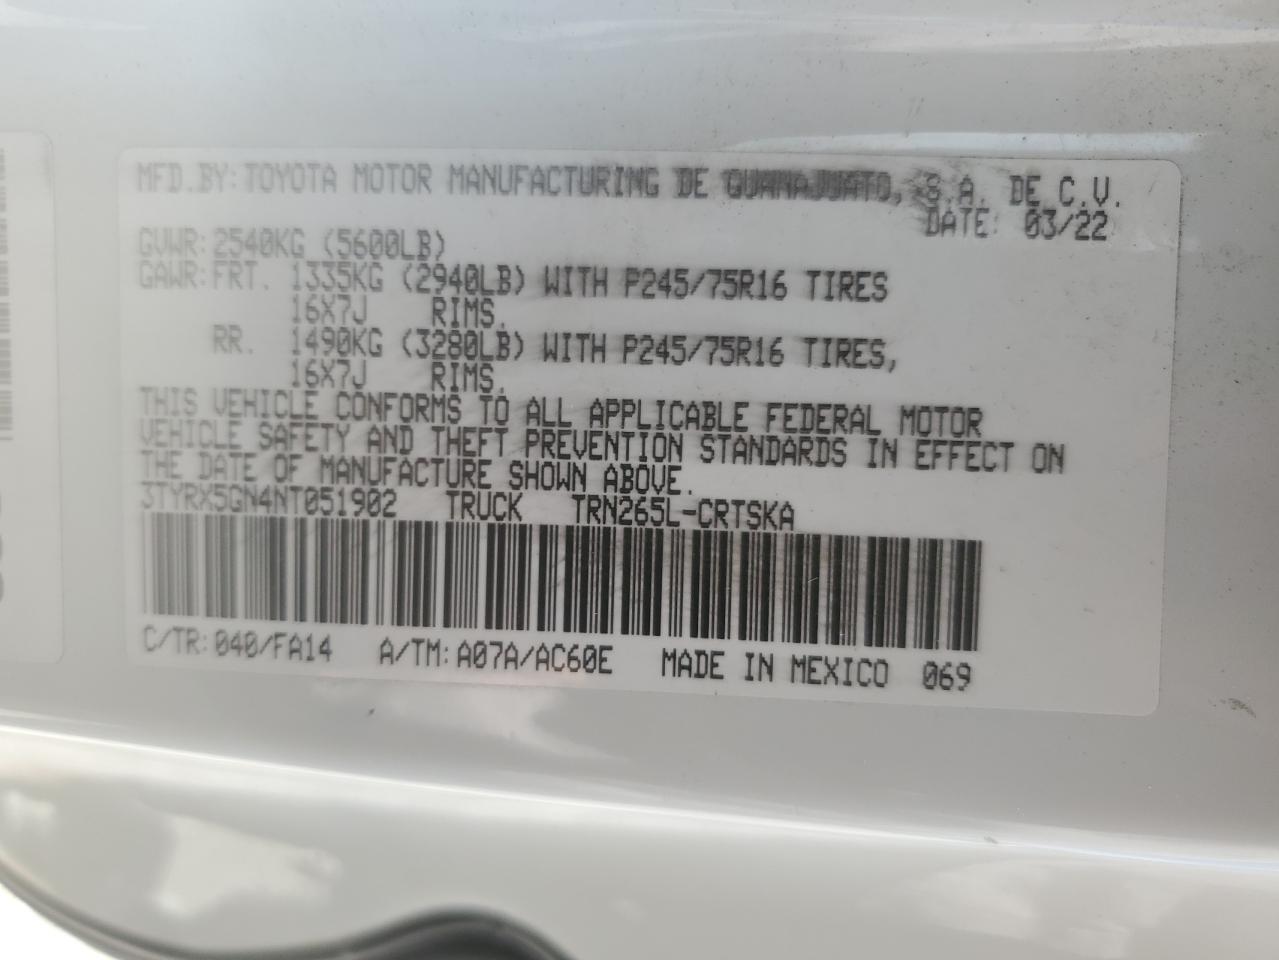 MFD.BY:TOYOTA MOTOR MANUFACTURING DE GUANAJUATO, S.A. DE C.V.
DATE: 03/22
GVWR:2540KG (5600LB)
GAWR:FRT. 1335KG (2940LB) WITH P245/75R16 TIRES
16X7J RIMS,
RR. 1490KG (3280LB) WITH P245/75R16 TIRES,
16X7J RIMS.
THIS VEHICLE CONFORMS TO ALL APPLICABLE FEDERAL MOTOR
VEHICLE SAFETY AND THEFT PREVENTION STANDARDS IN EFFECT ON
THE DATE OF MANUFACTURE SHOWN ABOVE.
3TYRX5GN4NT051902 TRUCK TRN265L-CRTSKA
C/TR:040/FA14 A/TM:A07A/AC60E MADE IN MEXICO 069